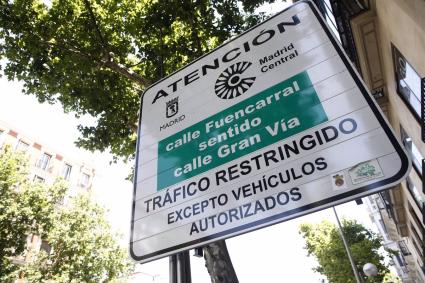 ATENCIÓN
MADRID
Madrid
Central
calle Fuencarral
sentido
calle Gran Vía
TRÁFICO RESTRINGIDO
EXCEPTO VEHÍCULOS
AUTORIZADOS